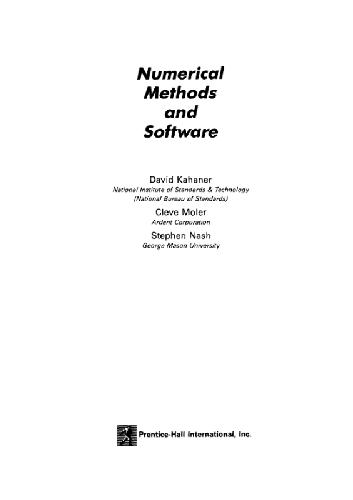 Numerical
Methods
and
Software
David Kahaner
National Institute of Standards & Technology
(National Bureau of Standards)
Cleve Moler
Ardent Corporation
Stephen Nash
George Mason University
Prentice-Hall International, Inc.